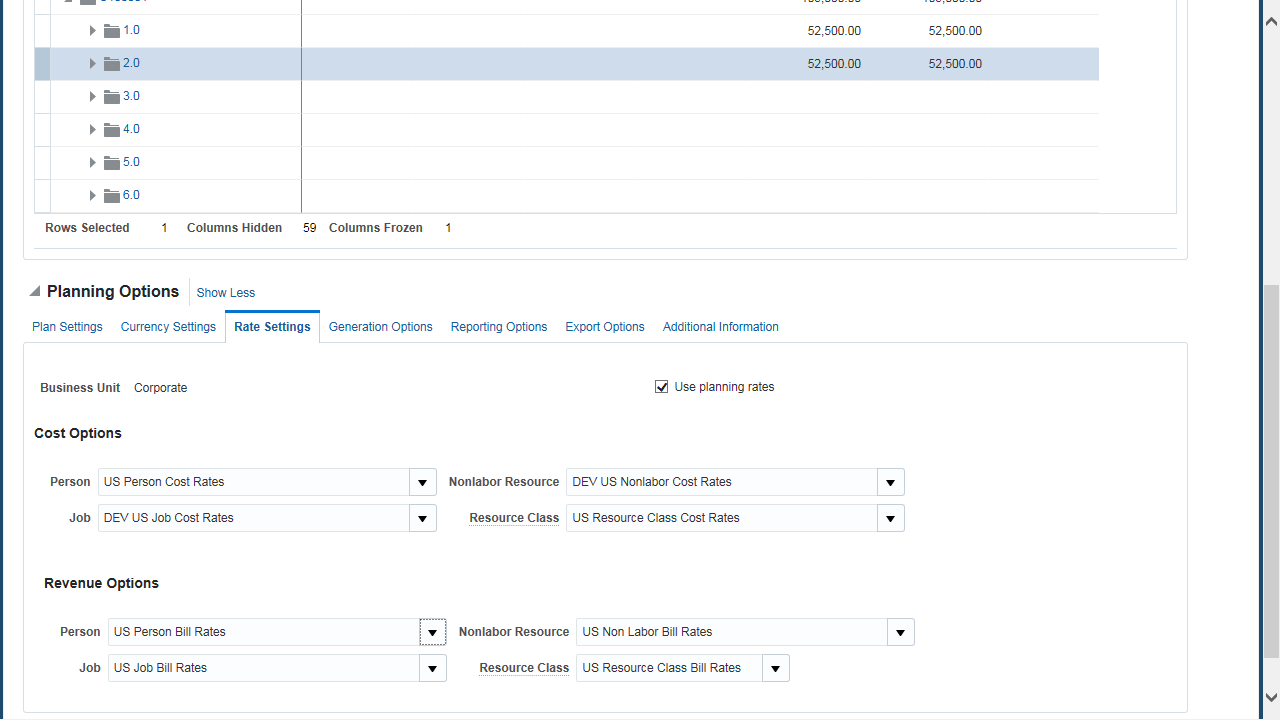 1.0 52,500.00 52,500.00
2.0 52,500.00 52,500.00
3.0
4.0
5.0
6.0
Rows Selected 1 Columns Hidden 59 Columns Frozen 1
Planning Options Show Less
Plan Settings Currency Settings Rate Settings Generation Options Reporting Options Export Options Additional Information
Business Unit Corporate Use planning rates
Cost Options
Person US Person Cost Rates Nonlabor Resource DEV US Nonlabor Cost Rates
Job DEV US Job Cost Rates Resource Class US Resource Class Cost Rates
Revenue Options
Person US Person Bill Rates Nonlabor Resource US Non Labor Bill Rates
Job US Job Bill Rates Resource Class US Resource Class Bill Rates